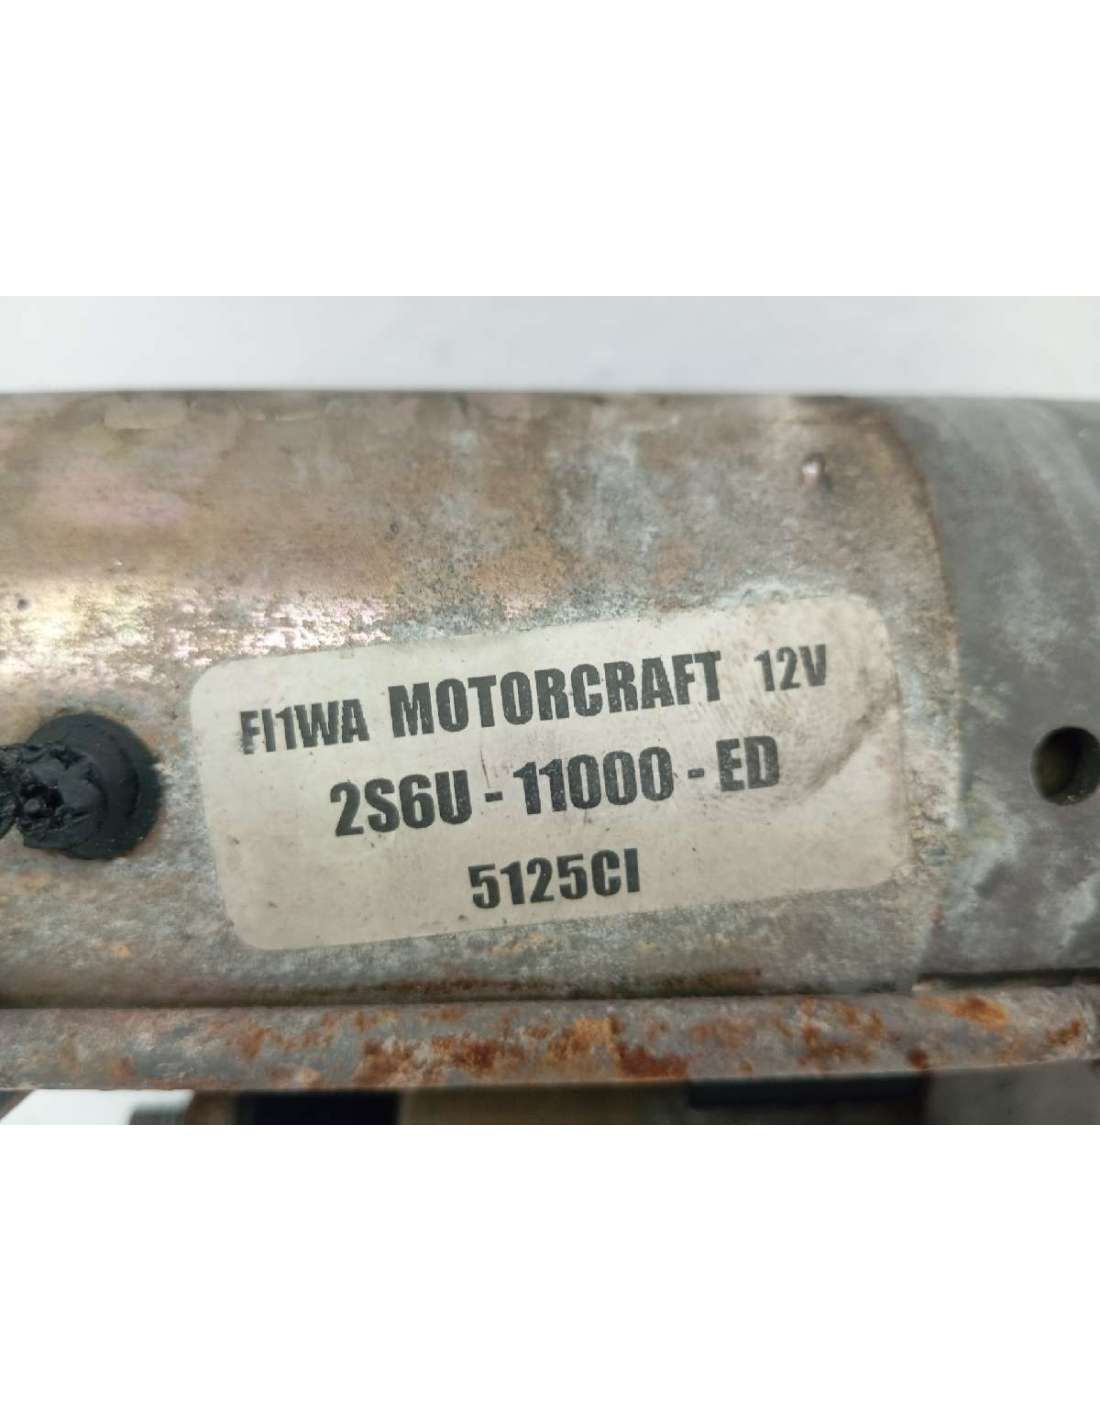 FI1WA MOTORCRAFT 12V
2S6U - 11000 - ED
5125CI